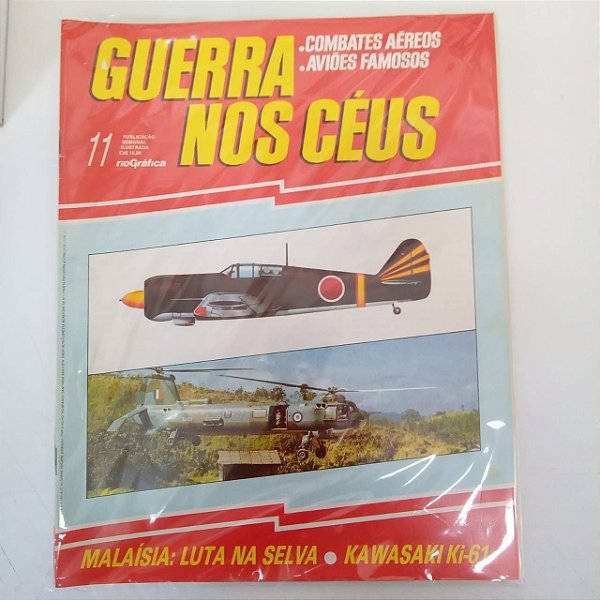 GUERRA
NOS CÉUS
.COMBATES AÉREOS
.AVIÕES FAMOSOS
11
PUBLICAÇÃO
SEMANAL
ILUSTRADA
rioGráfica
MALAÍSIA: LUTA NA SELVA • KAWASAKI Ki-61